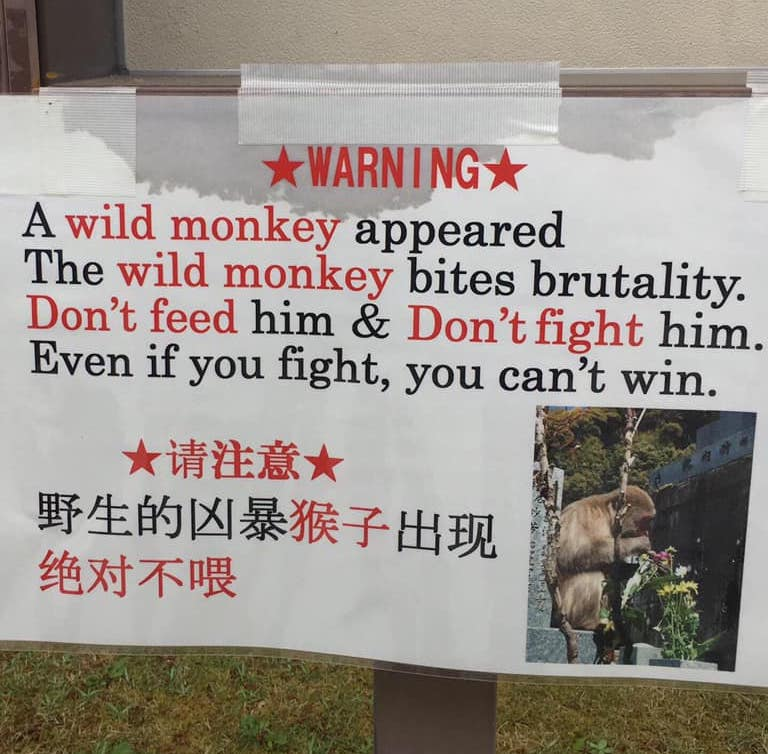 ★WARNING★
A wild monkey appeared
The wild monkey bites brutality.
Don't feed him & Don't fight him.
Even if you fight, you can't win.
★请注意★
野生的凶暴猴子出现
绝对不喂